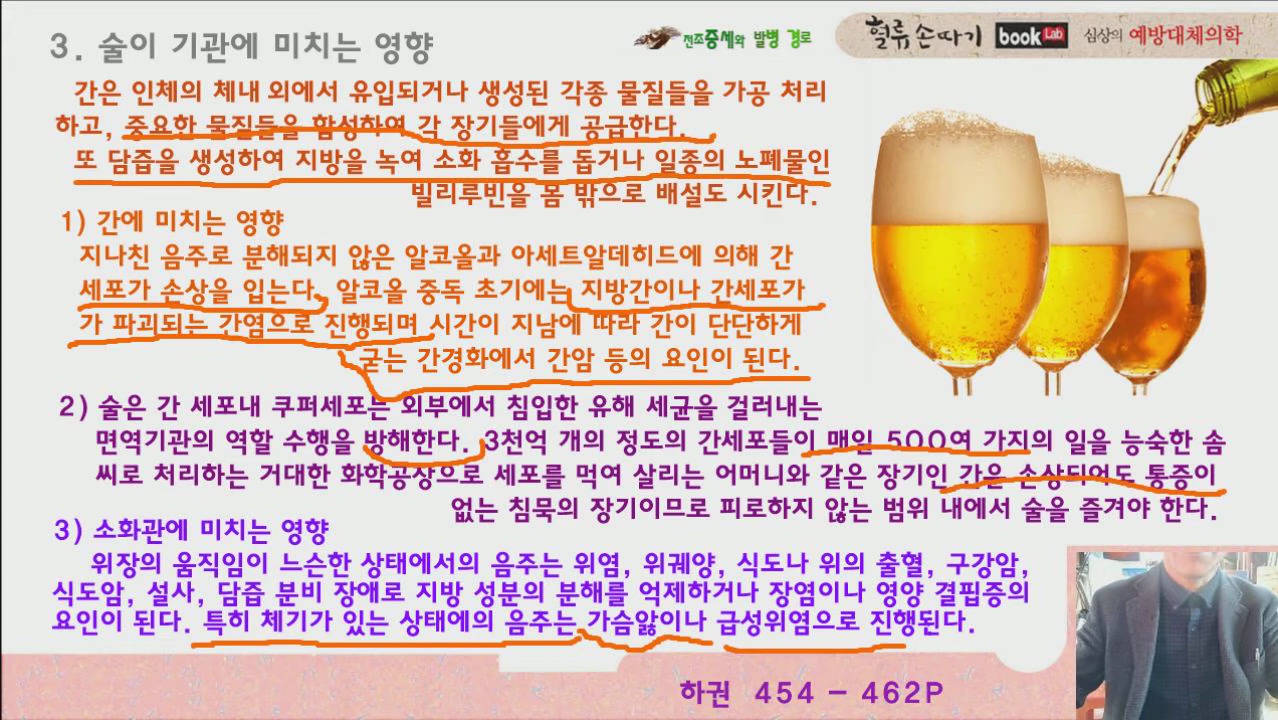 3. 술이 기관에 미치는 영향
전조증세와 발병 경로
혈류 손따기 book Lab 심상의 예방대체의학
간은 인체의 체내 외에서 유입되거나 생성된 각종 물질들을 가공 처리
하고, 중요한 물질들을 합성하여 각 장기들에게 공급한다.
또 담즙을 생성하여 지방을 녹여 소화 흡수를 돕거나 일종의 노폐물인
빌리루빈을 몸 밖으로 배설도 시킨다.
1) 간에 미치는 영향
지나친 음주로 분해되지 않은 알코올과 아세트알데히드에 의해 간
세포가 손상을 입는다. 알코올 중독 초기에는 지방간이나 간세포가
가 파괴되는 간염으로 진행되며 시간이 지남에 따라 간이 단단하게
굳는 간경화에서 간암 등의 요인이 된다.
2) 술은 간 세포내 쿠퍼세포는 외부에서 침입한 유해 세균을 걸러내는
면역기관의 역할 수행을 방해한다. 3천억 개의 정도의 간세포들이 매일 500여 가지의 일을 능숙한 솜
씨로 처리하는 거대한 화학공상으로 세포를 먹여 살리는 어머니와 같은 장기인 간은 손상되어도 통증이
없는 침묵의 장기이므로 피로하지 않는 범위 내에서 술을 즐겨야 한다.
3) 소화관에 미치는 영향
위장의 움직임이 느슨한 상태에서의 음주는 위염, 위궤양, 식도나 위의 출혈, 구강암,
식도암, 설사, 담즙 분비 장애로 지방 성분의 분해를 억제하거나 장염이나 영양 결핍증의
요인이 된다. 특히 체기가 있는 상태에의 음주는 가슴앓이나 급성위염으로 진행된다.
하권 454 – 462P